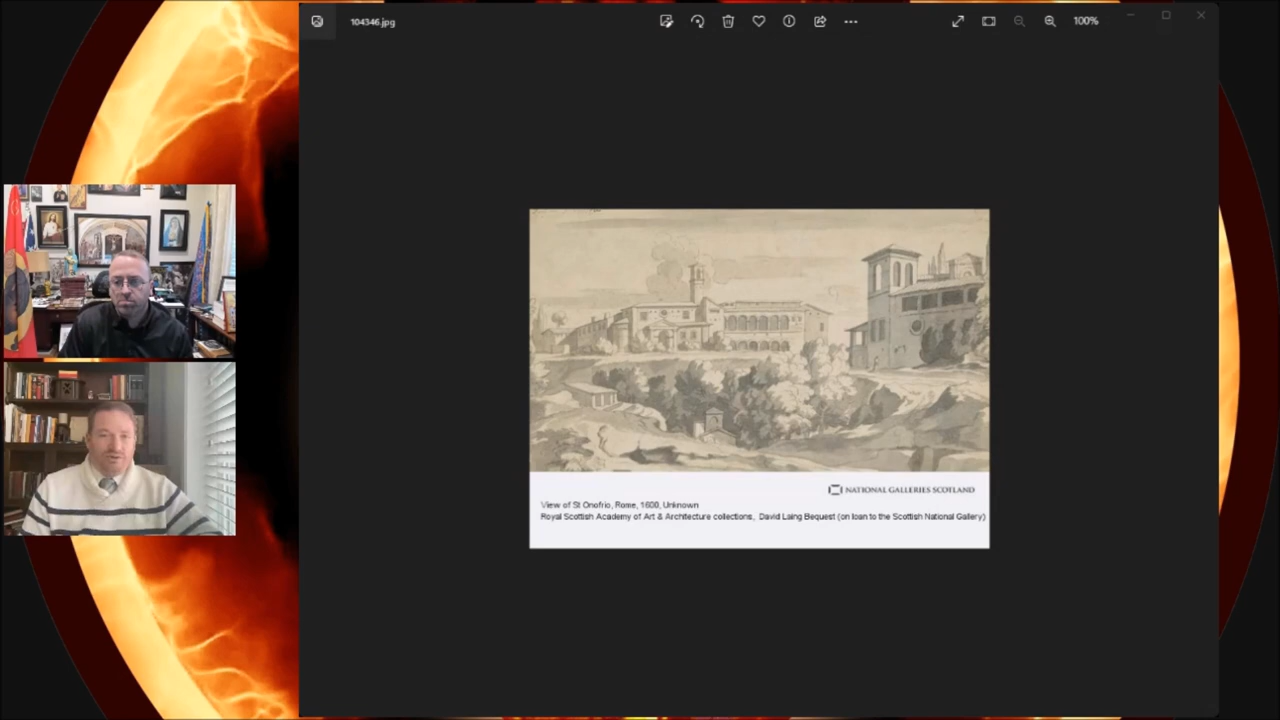 104346.jpg
100%
NATIONAL GALLERIES SCOTLAND
View of St Onofrio, Rome, 1600, Unknown
Royal Scottish Academy of Art & Architecture collections, David Laing Bequest (on loan to the Scottish National Gallery)